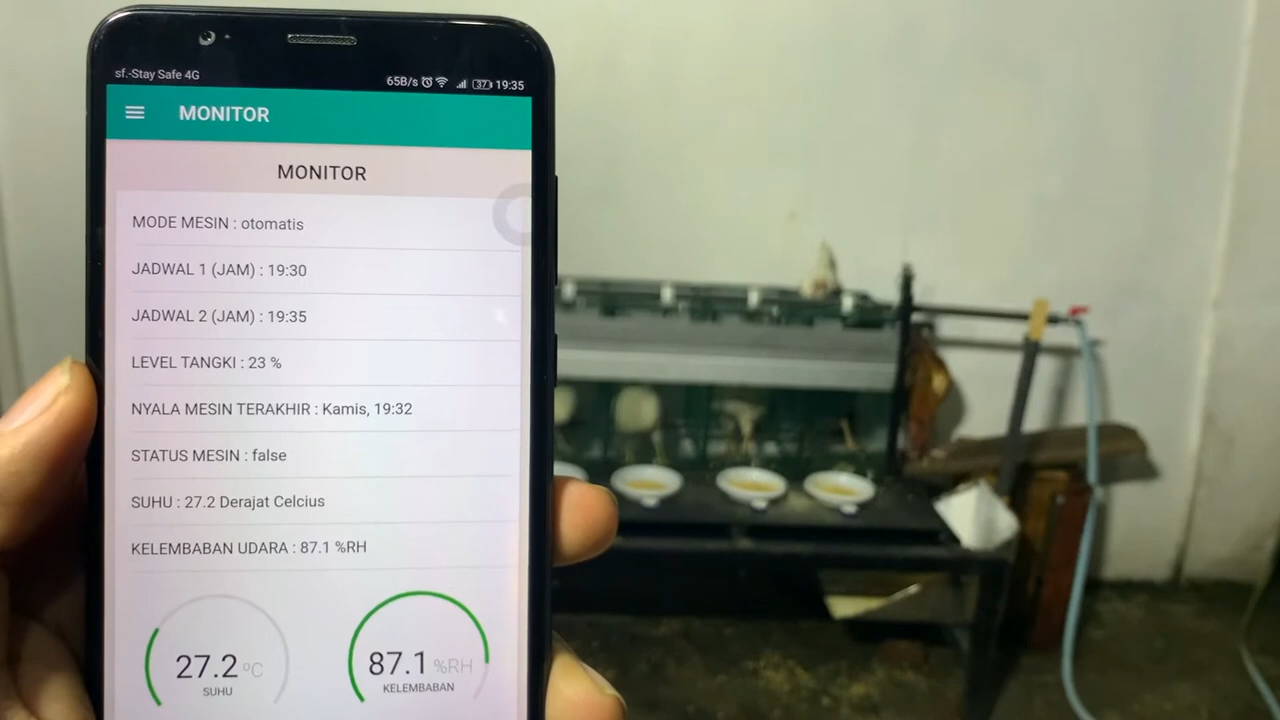 sf.-Stay Safe 4G 65B/s 37 19:35
MONITOR
MONITOR
MODE MESIN : otomatis
JADWAL 1 (JAM) : 19:30
JADWAL 2 (JAM) : 19:35
LEVEL TANGKI : 23 %
NYALA MESIN TERAKHIR : Kamis, 19:32
STATUS MESIN : false
SUHU : 27.2 Derajat Celcius
KELEMBABAN UDARA : 87.1 %RH
27.2 °C 87.1 %RH
SUHU KELEMBABAN